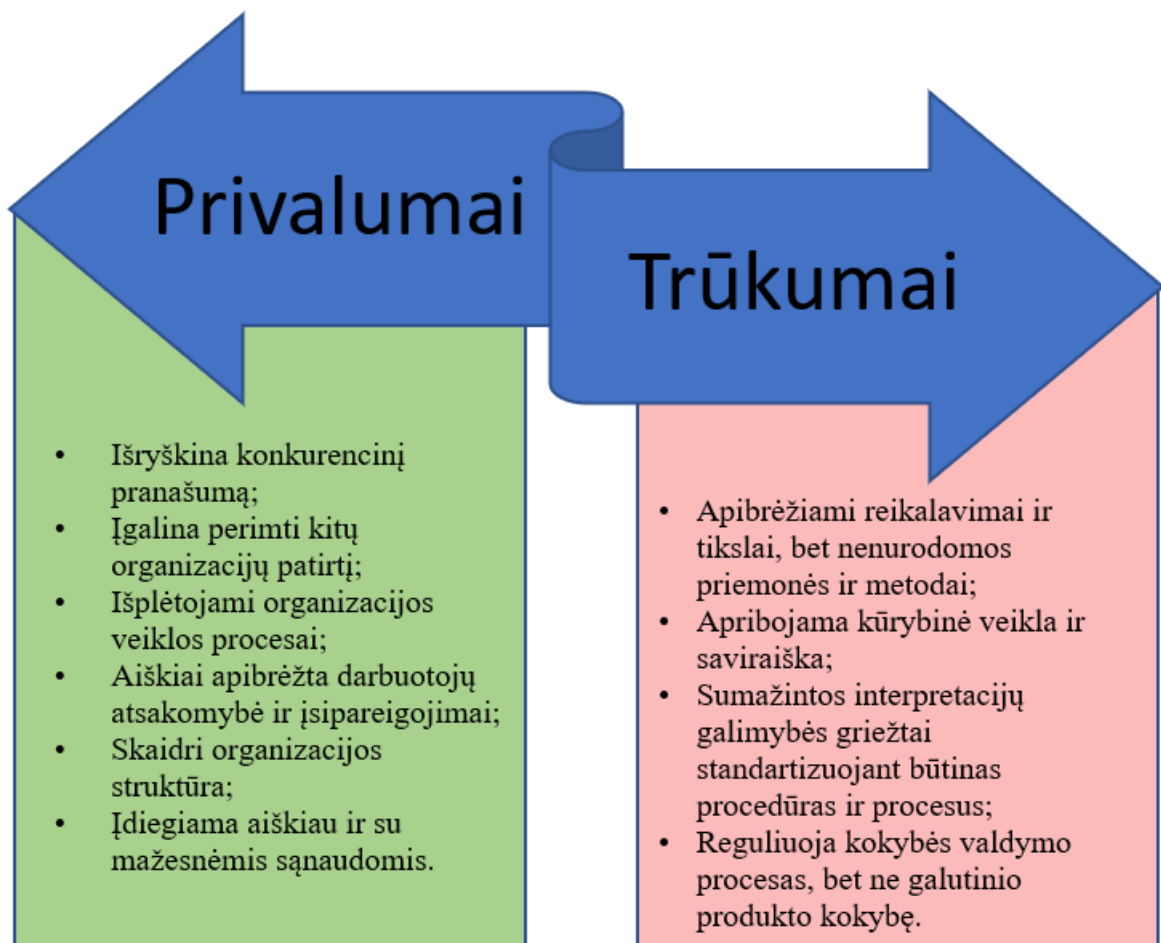 Privalumai
• Išryškina konkurencinį
pranašumą;
• Įgalina perimti kitų
organizacijų patirtį;
• Išplėtojami organizacijos
veiklos procesai;
• Aiškiai apibrėžta darbuotojų
atsakomybė ir įsipareigojimai;
• Skaidri organizacijos
struktūra;
• Įdiegiama aiškiau ir su
mažesnėmis sąnaudomis.
Trūkumai
• Apibrėžiami reikalavimai ir
tikslai, bet nenurodomos
priemonės ir metodai;
• Apribojama kūrybinė veikla ir
saviraiška;
• Sumažintos interpretacijų
galimybės griežtai
standartizuojant būtinas
procedūras ir procesus;
• Reguliuoja kokybės valdymo
procesas, bet ne galutinio
produkto kokybę.